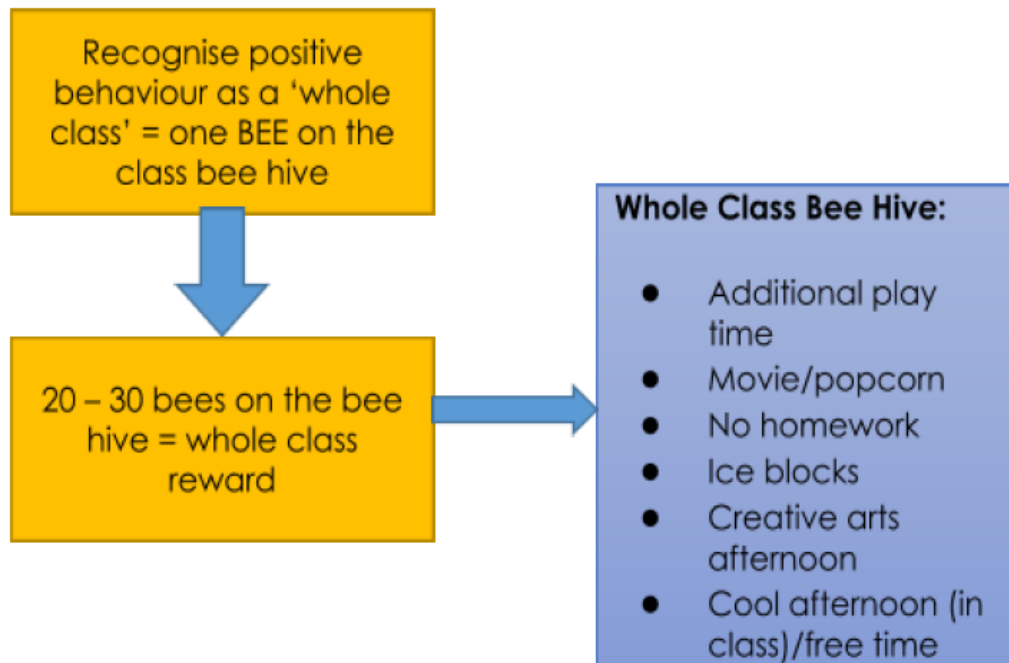 Recognise positive
behaviour as a ‘whole
class’ = one BEE on the
class bee hive
20 – 30 bees on the bee
hive = whole class
reward
Whole Class Bee Hive:
● Additional play
time
● Movie/popcorn
● No homework
● Ice blocks
● Creative arts
afternoon
● Cool afternoon (in
class)/free time